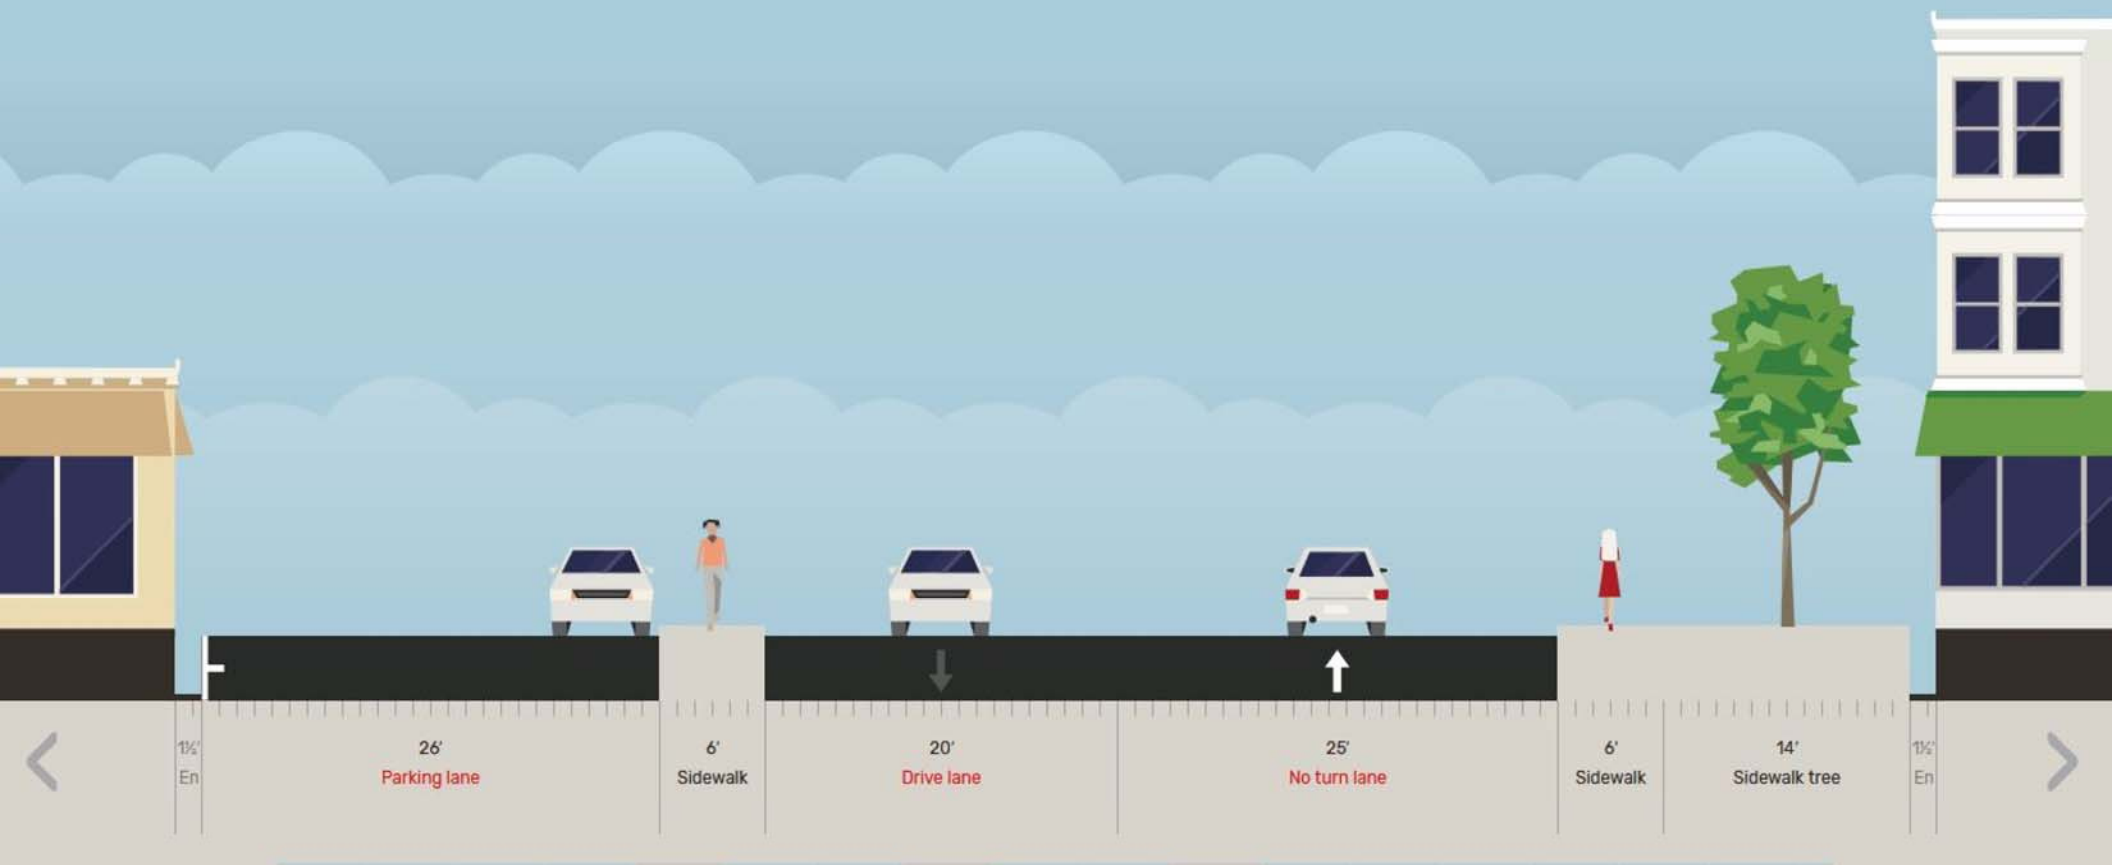 1½'
En
26'
Parking lane
6'
Sidewalk
20'
Drive lane
25'
No turn lane
6'
Sidewalk
14'
Sidewalk tree
1½'
En